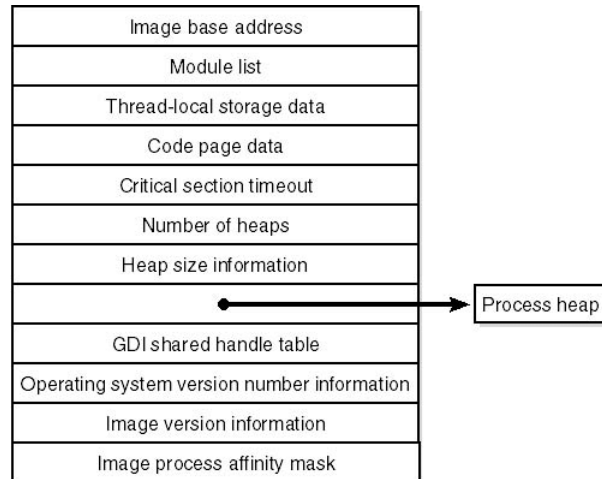 Image base address
Module list
Thread-local storage data
Code page data
Critical section timeout
Number of heaps
Heap size information
Process heap
GDI shared handle table
Operating system version number information
Image version information
Image process affinity mask